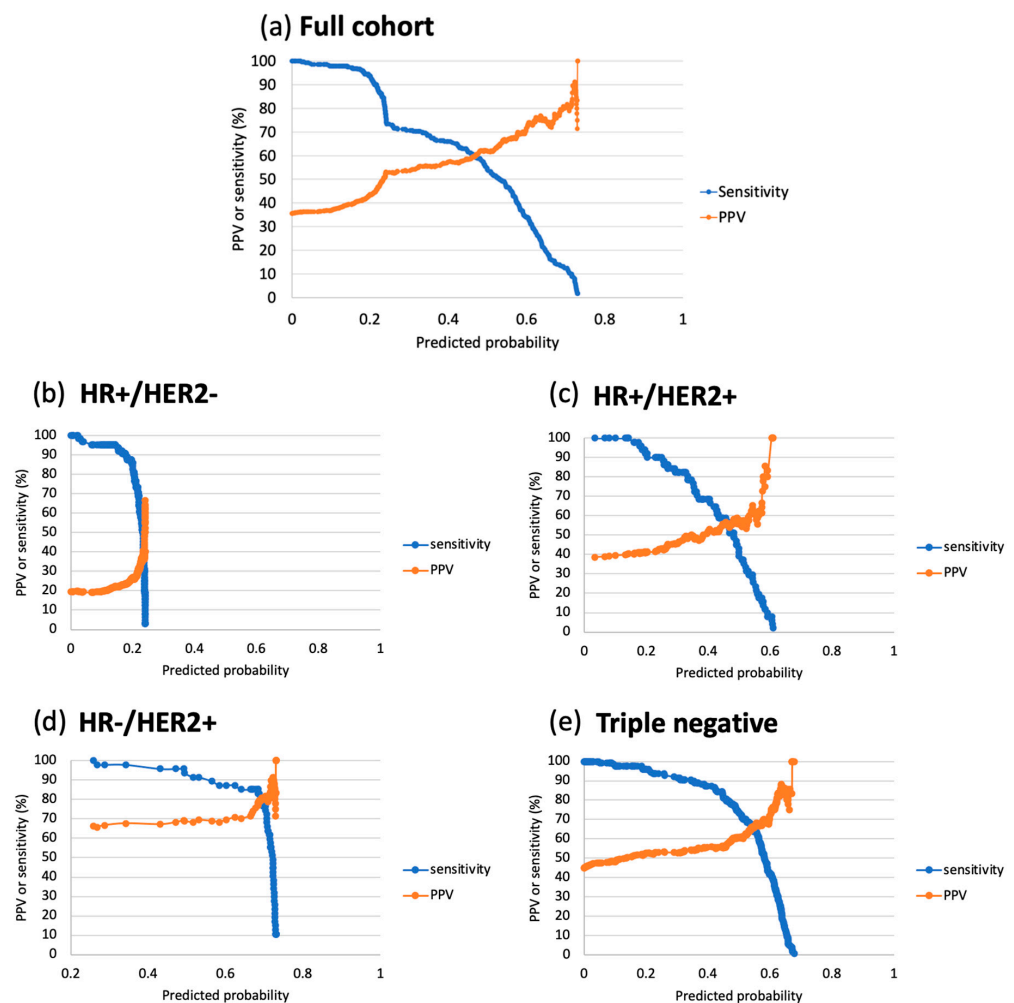 (a) Full cohort
100
90
80
70
60
50
40
30
20
10
0
PPV or sensitivity (%)
0 0.2 0.4 0.6 0.8 1
Predicted probability
Sensitivity
PPV
(b) HR+/HER2-
100
90
80
70
60
50
40
30
20
10
0
PPV or sensitivity (%)
0 0.2 0.4 0.6 0.8 1
Predicted probability
sensitivity
PPV
(c) HR+/HER2+
100
90
80
70
60
50
40
30
20
10
0
PPV or sensitivity (%)
0 0.2 0.4 0.6 0.8 1
Predicted probability
sensitivity
PPV
(d) HR-/HER2+
100
90
80
70
60
50
40
30
20
10
0
PPV or sensitivity (%)
0.2 0.4 0.6 0.8 1
Predicted probability
sensitivity
PPV
(e) Triple negative
100
90
80
70
60
50
40
30
20
10
0
PPV or sensitivity (%)
0 0.2 0.4 0.6 0.8 1
Predicted probability
sensitivity
PPV